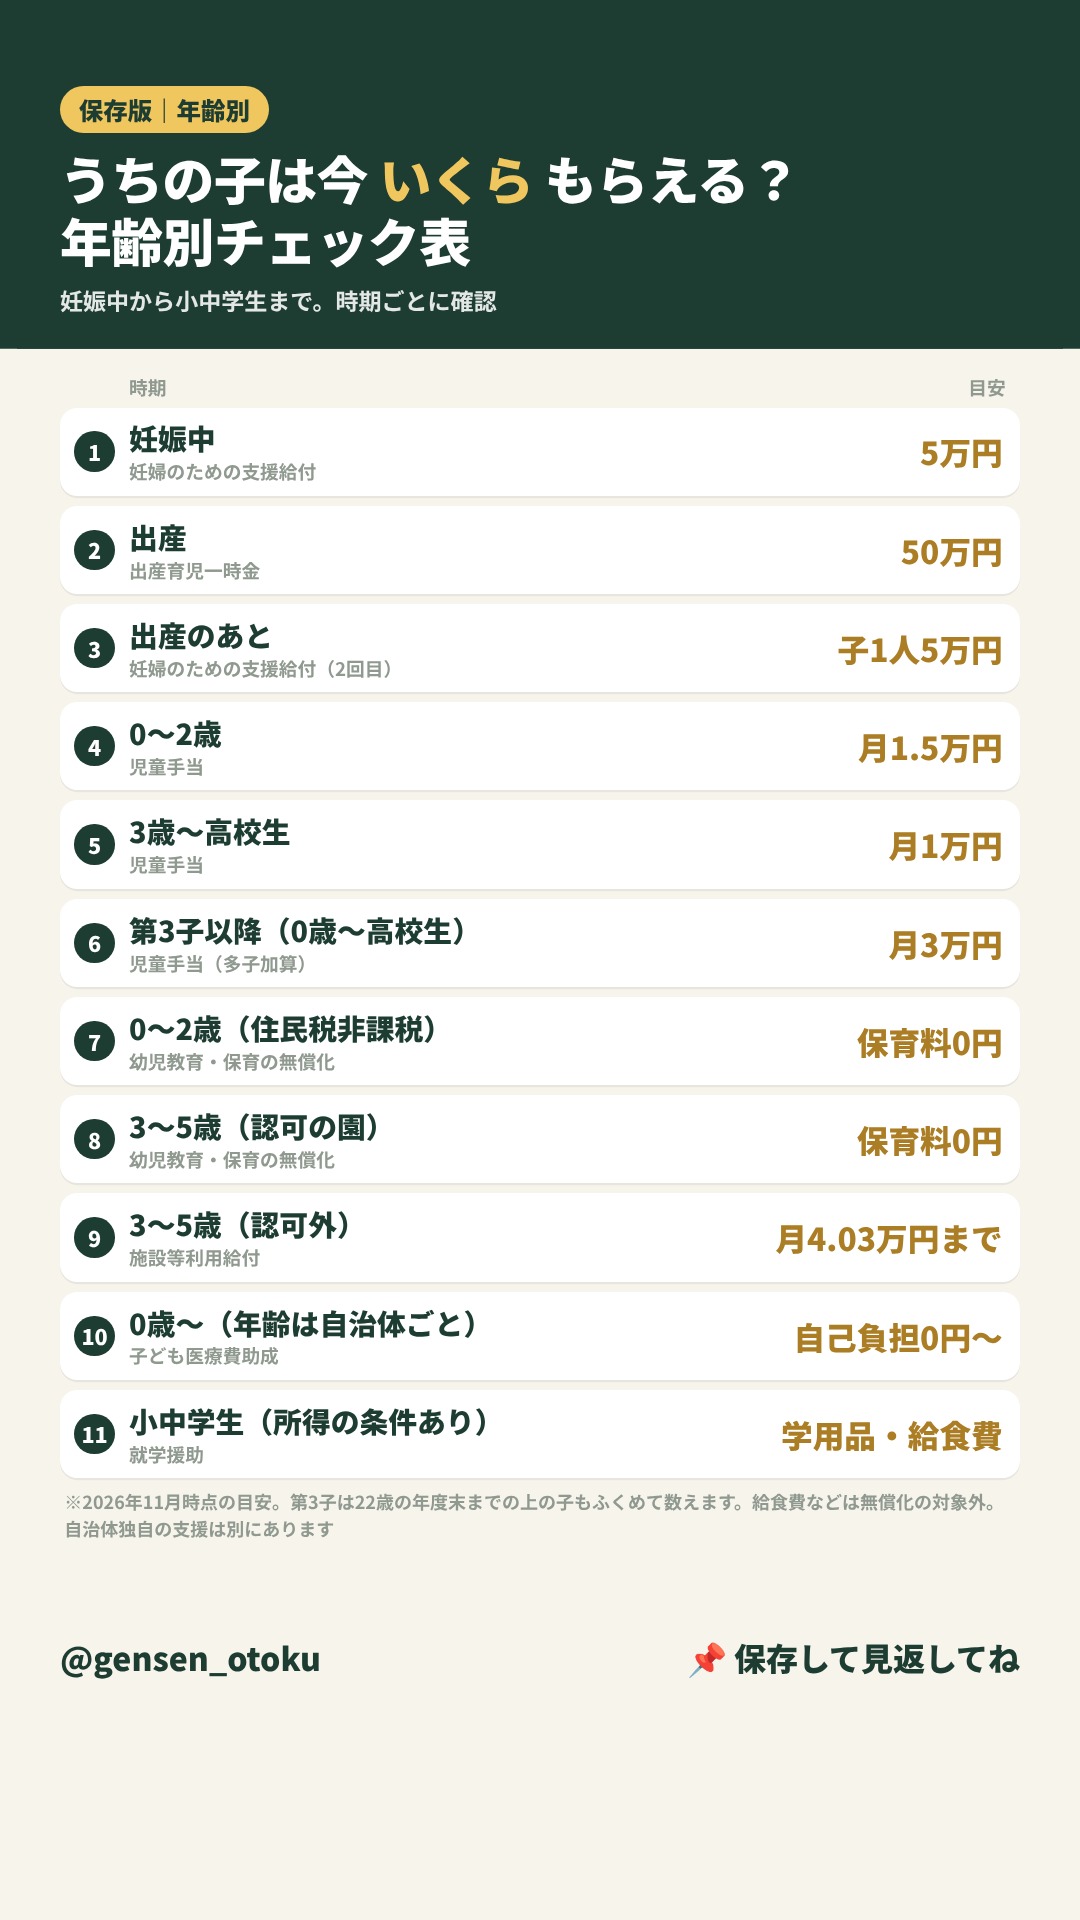 保存版｜年齢別
うちの子は今 いくら もらえる？
年齢別チェック表
妊娠中から小中学生まで。時期ごとに確認
時期 目安
1 妊娠中 5万円
妊婦のための支援給付
2 出産 50万円
出産育児一時金
3 出産のあと 子1人5万円
妊婦のための支援給付（2回目）
4 0〜2歳 月1.5万円
児童手当
5 3歳〜高校生 月1万円
児童手当
6 第3子以降（0歳〜高校生） 月3万円
児童手当（多子加算）
7 0〜2歳（住民税非課税） 保育料0円
幼児教育・保育の無償化
8 3〜5歳（認可の園） 保育料0円
幼児教育・保育の無償化
9 3〜5歳（認可外） 月4.03万円まで
施設等利用給付
10 0歳〜（年齢は自治体ごと） 自己負担0円〜
子ども医療費助成
11 小中学生（所得の条件あり） 学用品・給食費
就学援助
※2026年11月時点の目安。第3子は22歳の年度末までの上の子もふくめて数えます。給食費などは無償化の対象外。
自治体独自の支援は別にあります
@gensen_otoku 📌 保存して見返してね